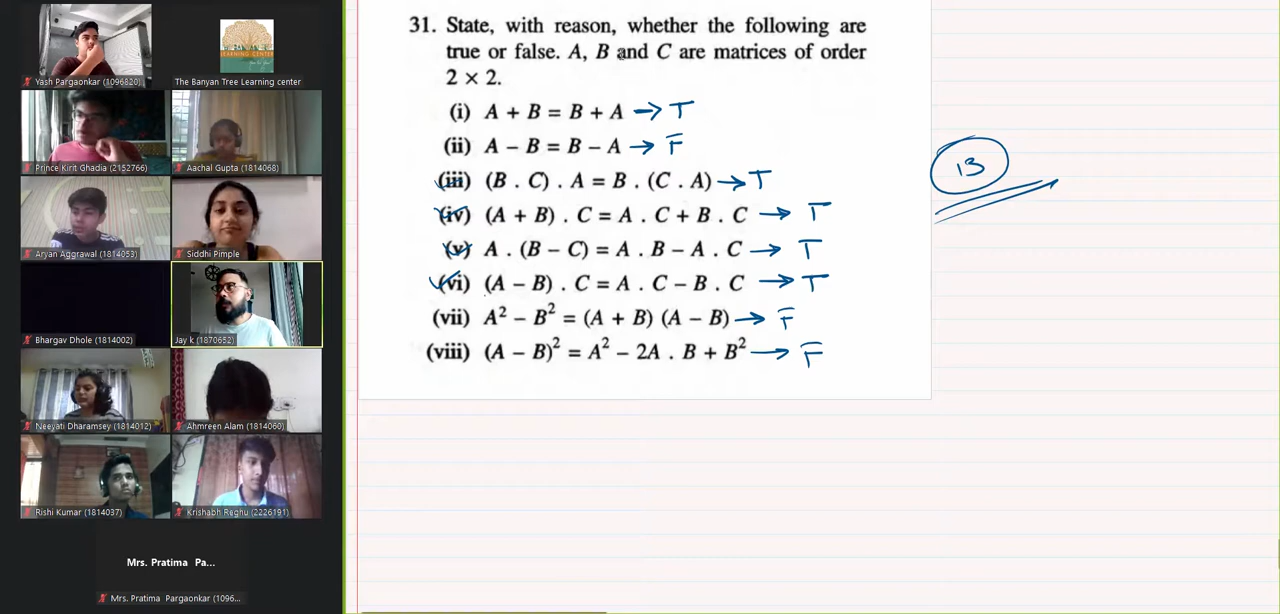 Yash Pargaonkar (1096820)
LEARNING CENTER
The Banyan Tree Learning center
Prince Kirit Ghadia (2152766)
Aachal Gupta (1814068)
Aryan Aggrawal (1814053)
Siddhi Pimple
Bhargav Dhole (1814002)
Jay k (1870652)
Neeyati Dharamsey (1814012)
Ahmreen Alam (1814060)
Rishi Kumar (1814037)
Krishabh Reghu (2226191)
Mrs. Pratima Pa...
Mrs. Pratima Pargaonkar (1096...
31. State, with reason, whether the following are
true or false. A, B and C are matrices of order
2 × 2.
(i) A + B = B + A → T
(ii) A − B = B − A → F
(iii) (B . C) . A = B . (C . A) → T
(iv) (A + B) . C = A . C + B . C → T
(v) A . (B − C) = A . B − A . C → T
(vi) (A − B) . C = A . C − B . C → T
(vii) A² − B² = (A + B) (A − B) → F
(viii) (A − B)² = A² − 2A . B + B² → F
13